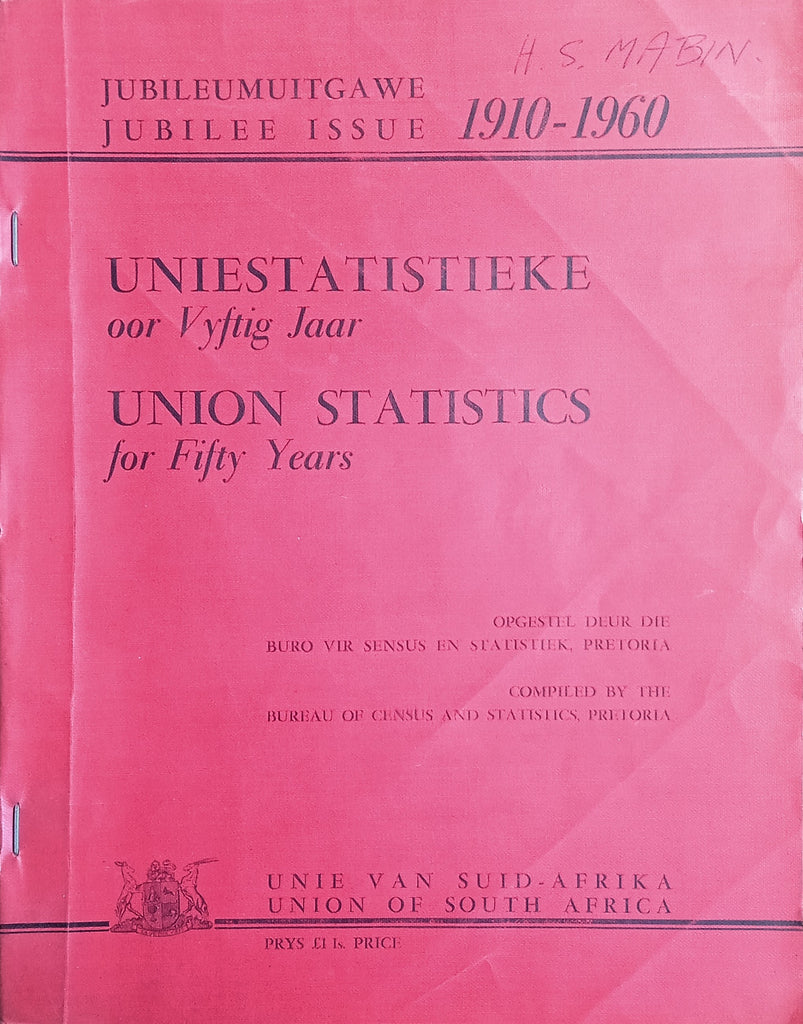 H. S. MABIN.
JUBILEUMUITGAWE
JUBILEE ISSUE 1910-1960
UNIESTATISTIEKE
oor Vyftig Jaar
UNION STATISTICS
for Fifty Years
OPGESTEL DEUR DIE
BURO VIR SENSUS EN STATISTIEK, PRETORIA
COMPILED BY THE
BUREAU OF CENSUS AND STATISTICS, PRETORIA
UNIE VAN SUID-AFRIKA
UNION OF SOUTH AFRICA
PRYS £1 1s. PRICE